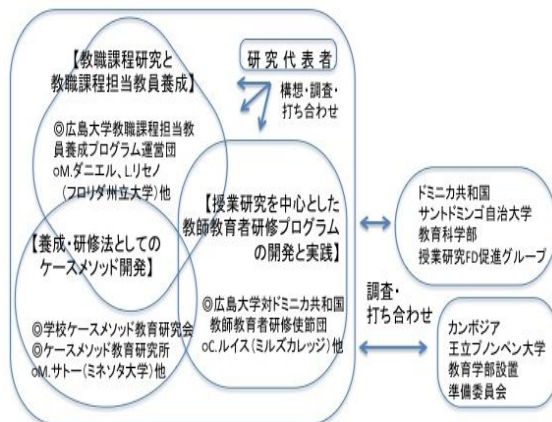 【教職課程研究と
教職課程担当教員養成】
◎広島大学教職課程担当教
員養成プログラム運営団
oM.ダニエル、L.リセノ
(フロリダ州立大学)他
研究代表者
構想・調査・
打ち合わせ
【授業研究を中心とした
教師教育者研修プログラム
の開発と実践】
◎広島大学対ドミニカ共和国
教師教育者研修使節団
oC.ルイス(ミルズカレッジ)他
【養成・研修法としての
ケースメソッド開発】
◎学校ケースメソッド教育研究会
◎ケースメソッド教育研究所
oM.サトー(ミネソタ大学)他
ドミニカ共和国
サントドミンゴ自治大学
教育科学部
授業研究FD促進グループ
調査・
打ち合わせ
カンボジア
王立プノンペン大学
教育学部設置
準備委員会